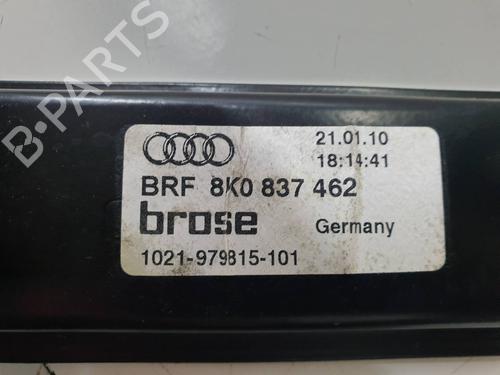 B-PARTS
21.01.10
18:14:41
BRF 8K0 837 462
brose Germany
1021-979815-101